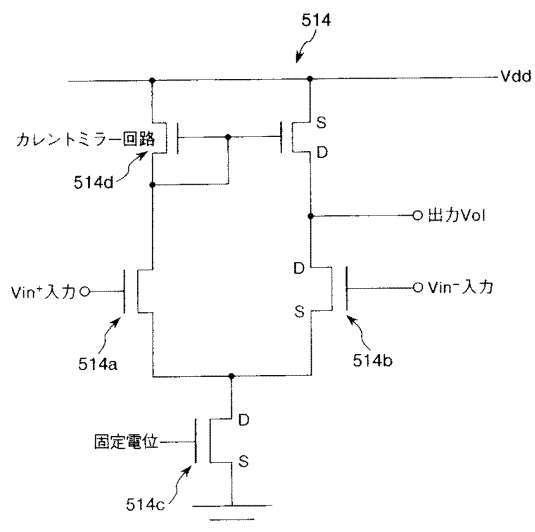 514
Vdd
S
カレントミラー回路
D
514d
出力Vol
D
Vin+入力
Vin-入力
S
514a
514b
D
固定電位
S
514c